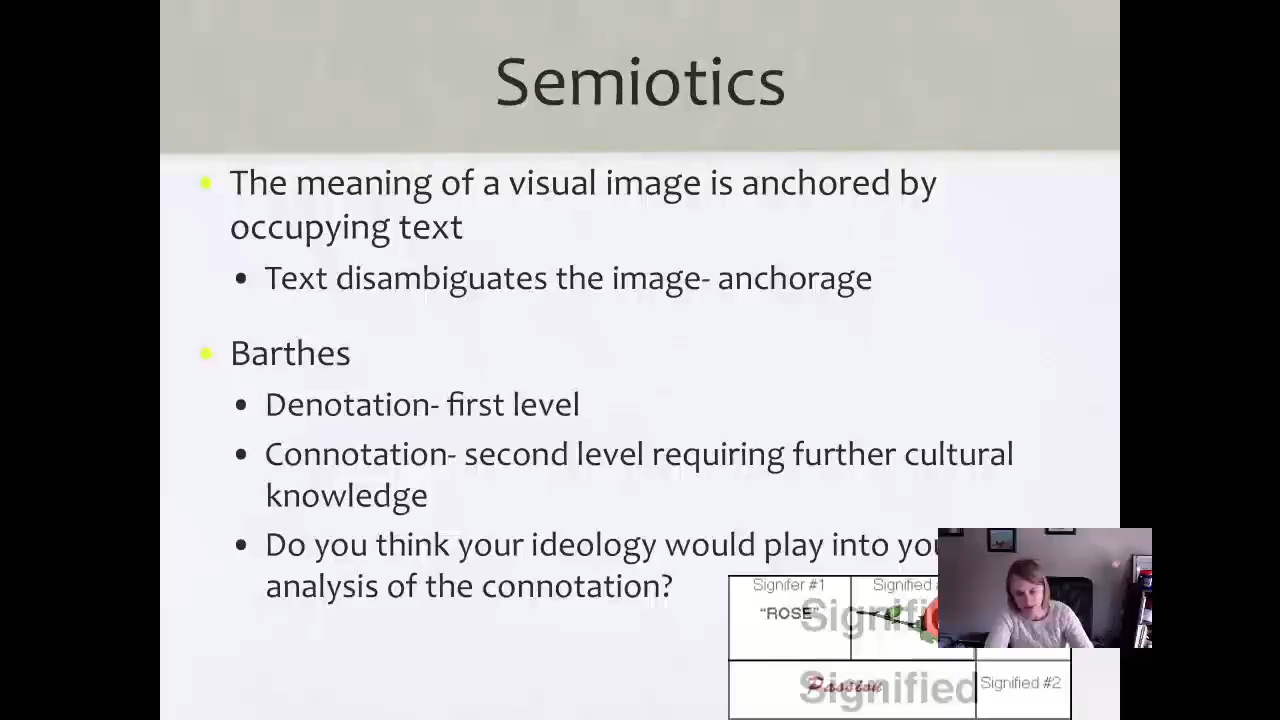 Semiotics
The meaning of a visual image is anchored by
occupying text
Text disambiguates the image- anchorage
Barthes
Denotation- first level
Connotation- second level requiring further cultural
knowledge
Do you think your ideology would play into
analysis of the connotation?
Signifer #1 Signified
"ROSE"
Passion Signified Signified #2